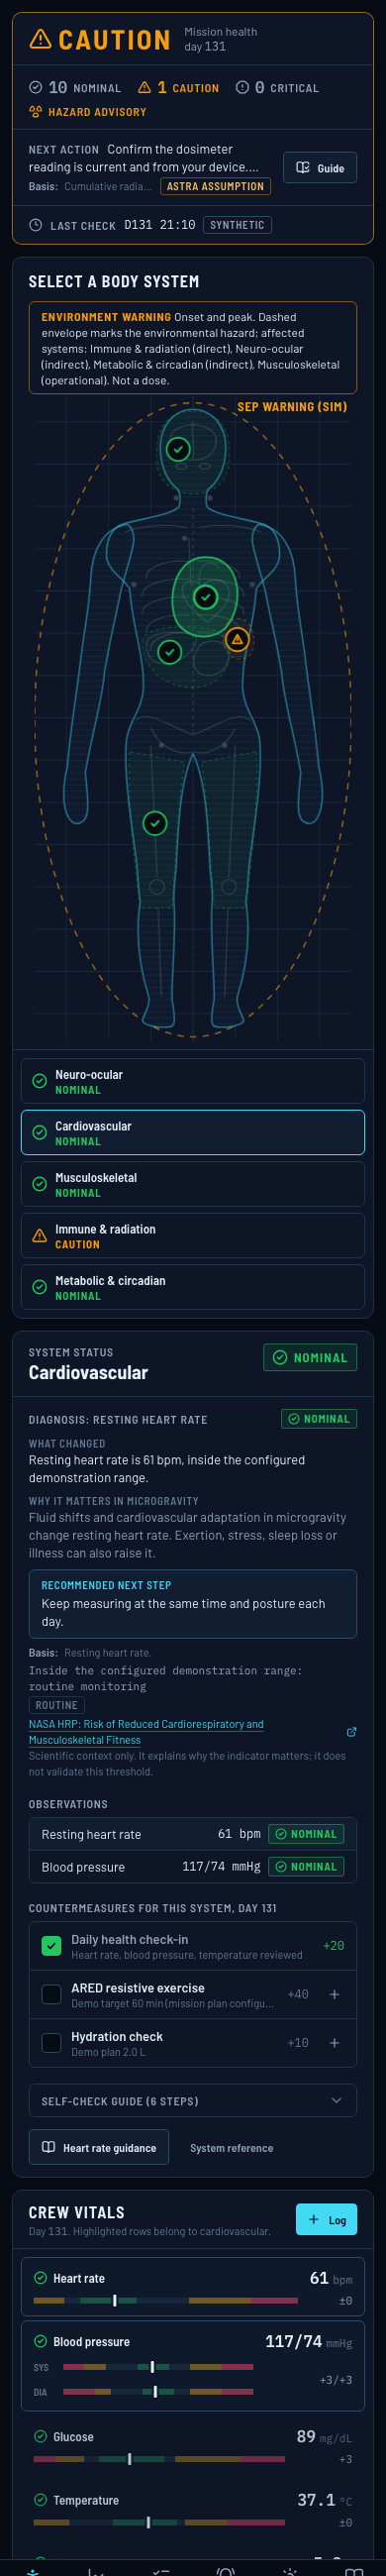 CAUTION
Mission health
day 131
10 NOMINAL 1 CAUTION 0 CRITICAL
HAZARD ADVISORY
NEXT ACTION Confirm the dosimeter
reading is current and from your device....
Basis: Cumulative radia... ASTRA ASSUMPTION
Guide
LAST CHECK D131 21:10 SYNTHETIC
SELECT A BODY SYSTEM
ENVIRONMENT WARNING Onset and peak. Dashed
envelope marks the environmental hazard; affected
systems: Immune & radiation (direct), Neuro-ocular
(indirect), Metabolic & circadian (indirect), Musculoskeletal
(operational). Not a dose.
SEP WARNING (SIM)
Neuro-ocular
NOMINAL
Cardiovascular
NOMINAL
Musculoskeletal
NOMINAL
Immune & radiation
CAUTION
Metabolic & circadian
NOMINAL
SYSTEM STATUS
Cardiovascular
NOMINAL
DIAGNOSIS: RESTING HEART RATE NOMINAL
WHAT CHANGED
Resting heart rate is 61 bpm, inside the configured
demonstration range.
WHY IT MATTERS IN MICROGRAVITY
Fluid shifts and cardiovascular adaptation in microgravity
change resting heart rate. Exertion, stress, sleep loss or
illness can also raise it.
RECOMMENDED NEXT STEP
Keep measuring at the same time and posture each
day.
Basis: Resting heart rate.
Inside the configured demonstration range:
routine monitoring
ROUTINE
NASA HRP: Risk of Reduced Cardiorespiratory and
Musculoskeletal Fitness
Scientific context only. It explains why the indicator matters; it does
not validate this threshold.
OBSERVATIONS
Resting heart rate 61 bpm NOMINAL
Blood pressure 117/74 mmHg NOMINAL
COUNTERMEASURES FOR THIS SYSTEM, DAY 131
Daily health check-in +20
Heart rate, blood pressure, temperature reviewed
ARED resistive exercise +40 +
Demo target 60 min (mission plan configu...
Hydration check +10 +
Demo plan 2.0 L
SELF-CHECK GUIDE (6 STEPS)
Heart rate guidance System reference
CREW VITALS
Day 131. Highlighted rows belong to cardiovascular.
+ Log
Heart rate 61 bpm
±0
Blood pressure 117/74 mmHg
SYS
+3/+3
DIA
Glucose 89 mg/dL
+3
Temperature 37.1 °C
±0